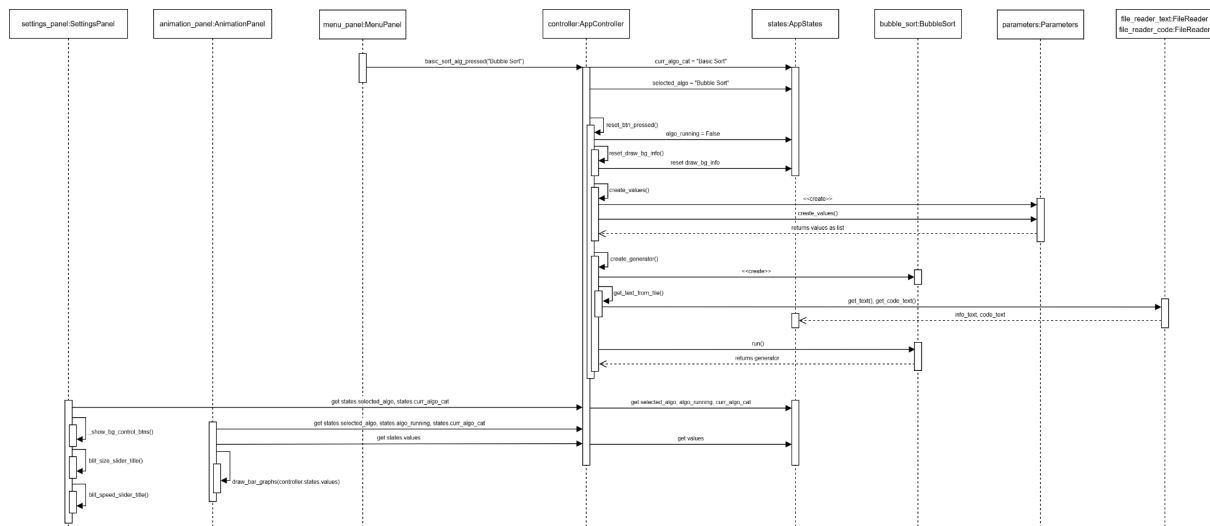 settings_panel:SettingsPanel
animation_panel:AnimationPanel
menu_panel:MenuPanel
controller:AppController
states:AppStates
bubble_sort:BubbleSort
parameters:Parameters
file_reader_text:FileReader
file_reader_code:FileReader
basic_sort_alg_pressed("Bubble Sort")
curr_algo_cat = "Basic Sort"
selected_algo = "Bubble Sort"
reset_btn_pressed()
algo_running = False
reset_draw_bg_info()
reset draw_bg_info
create_values()
<<create>>
create_values()
returns values as list
create_generator()
<<create>>
get_text_from_file()
get_text(), get_code_text()
info_text, code_text
run()
returns generator
get states.selected_algo, states.curr_algo_cat
get selected_algo, algo_running, curr_algo_cat
_show_bg_control_btns()
get states.selected_algo, states.algo_running, states.curr_algo_cat
get states.values
get values
blit_size_slider_title()
draw_bar_graphs(controller.states.values)
blit_speed_slider_title()